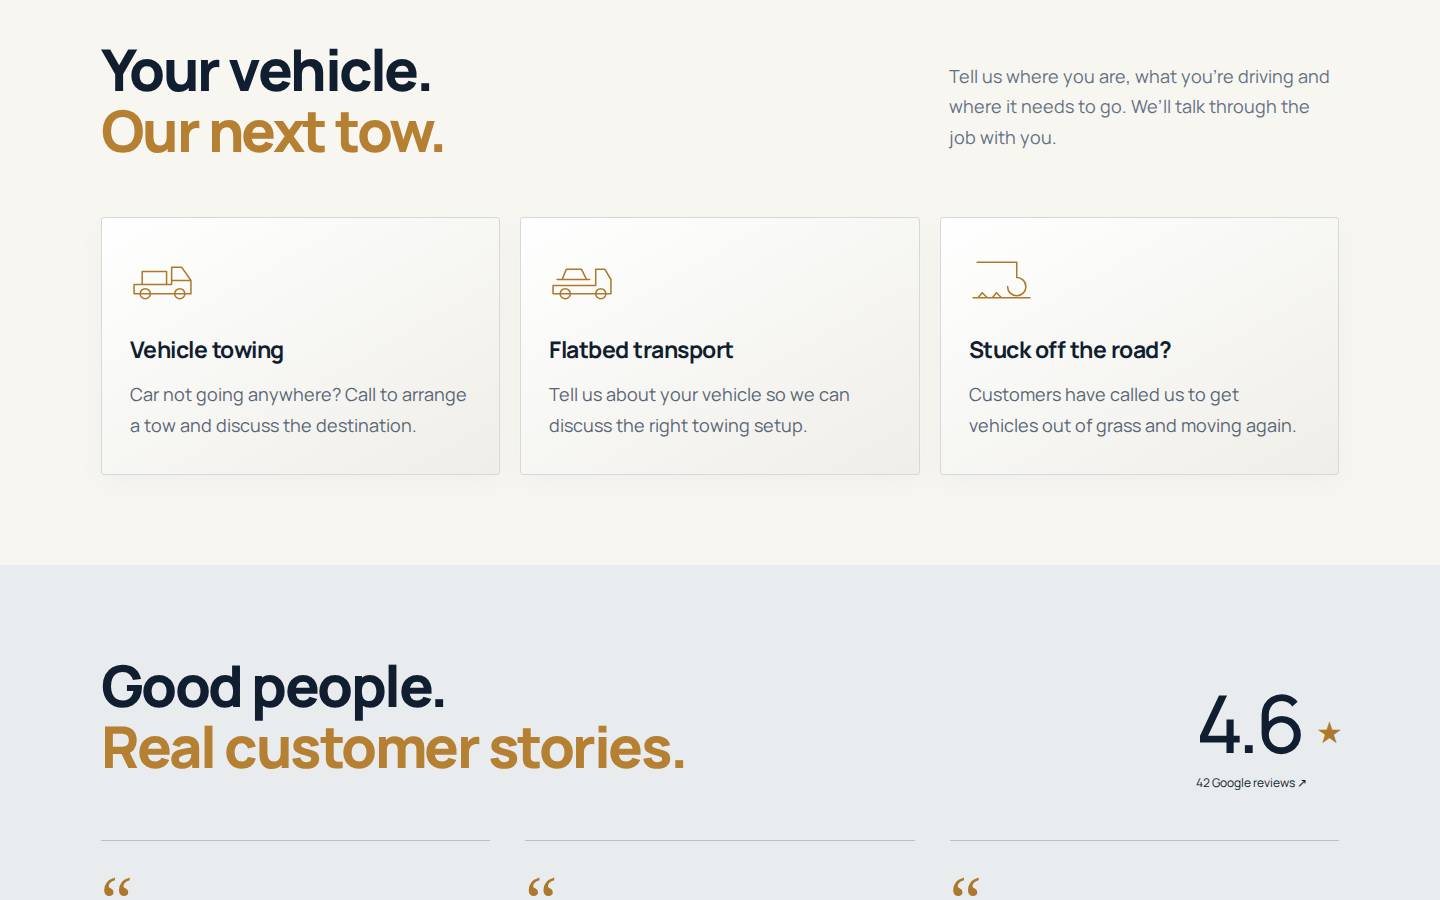 Your vehicle.
Our next tow.
Tell us where you are, what you’re driving and
where it needs to go. We’ll talk through the
job with you.
Vehicle towing
Car not going anywhere? Call to arrange
a tow and discuss the destination.
Flatbed transport
Tell us about your vehicle so we can
discuss the right towing setup.
Stuck off the road?
Customers have called us to get
vehicles out of grass and moving again.
Good people.
Real customer stories.
4.6 ★
42 Google reviews ↗
“
“
“